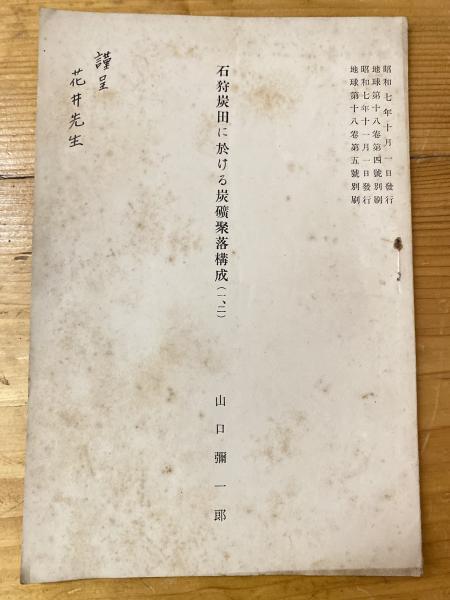 昭和七年十月一日發行
地球第十八卷第四號別刷
昭和七年十一月一日發行
地球第十八卷第五號別刷
石狩炭田に於ける炭礦聚落構成(一、二)
山口彌一郎
謹呈
花井先生